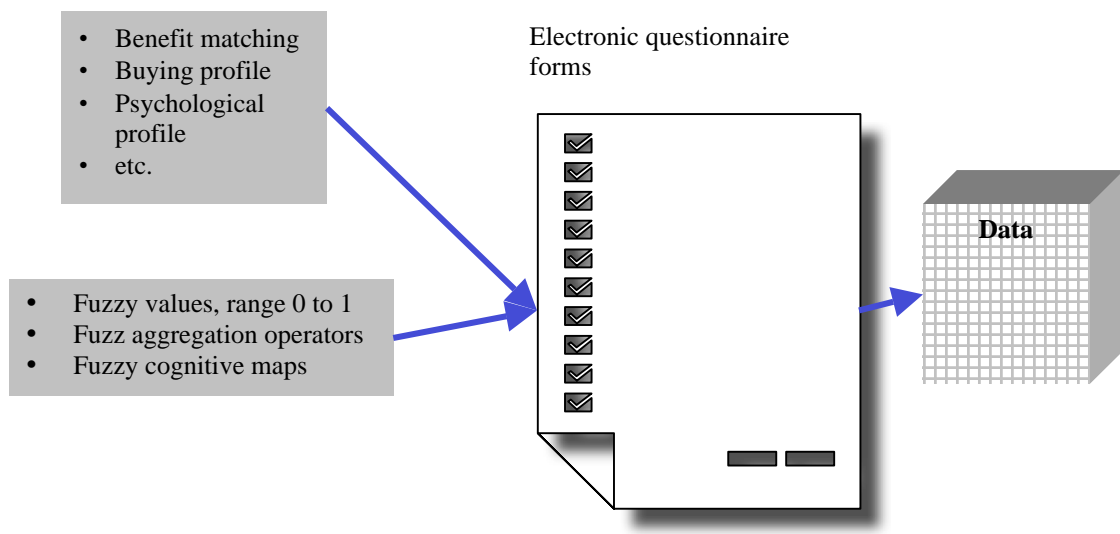 • Benefit matching
• Buying profile
• Psychological
profile
• etc.
Electronic questionnaire
forms
• Fuzzy values, range 0 to 1
• Fuzz aggregation operators
• Fuzzy cognitive maps
Data